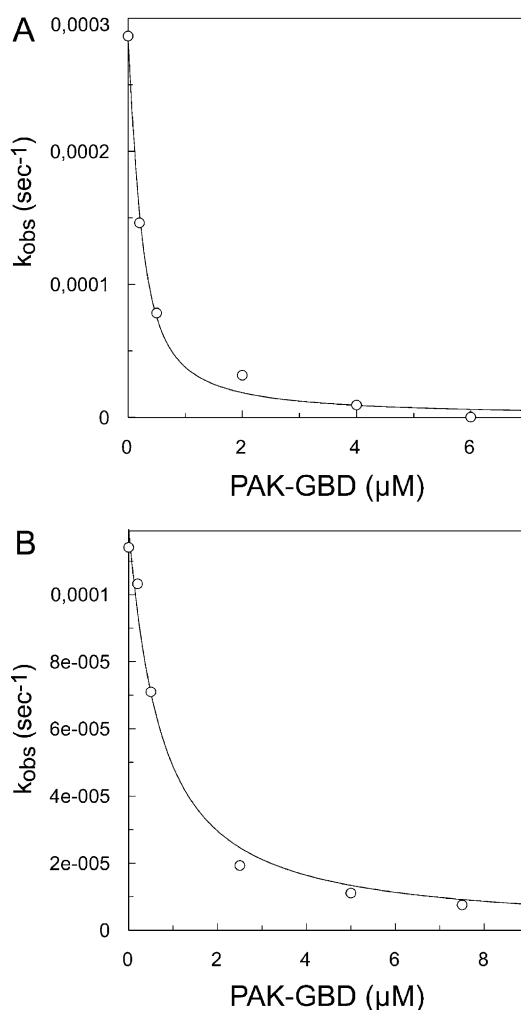 A
0,0003
0,0002
0,0001
0
kobs (sec-1)
0 2 4 6
PAK-GBD (µM)
B
0,0001
8e-005
6e-005
4e-005
2e-005
0
kobs (sec-1)
0 2 4 6 8
PAK-GBD (µM)